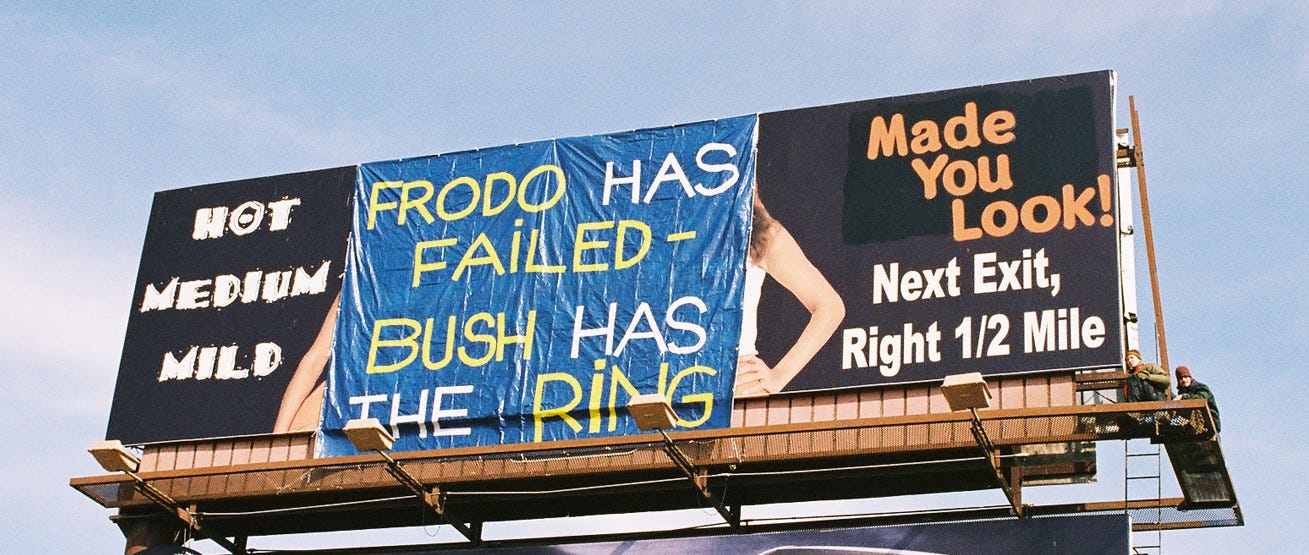 HOT
MEDIUM
MILD
FRODO HAS
FAiLED-
BUSH HAS
THE RiNG
Made
You
Look!
Next Exit,
Right 1/2 Mile